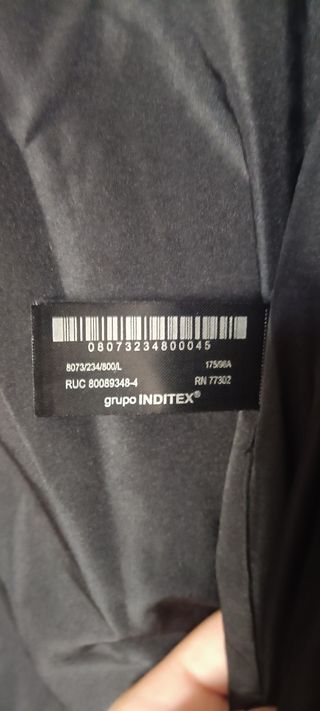 08073234800045
8073/234/800/L 175/96A
RUC 80089348-4 RN 77302
grupo INDITEX®